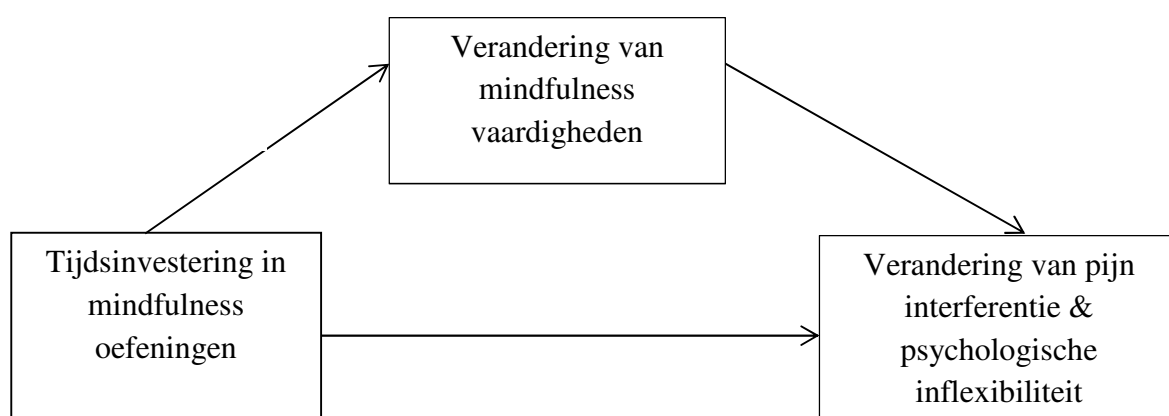 Verandering van
mindfulness
vaardigheden
Tijdsinvestering in
mindfulness
oefeningen
Verandering van pijn
interferentie &
psychologische
inflexibiliteit